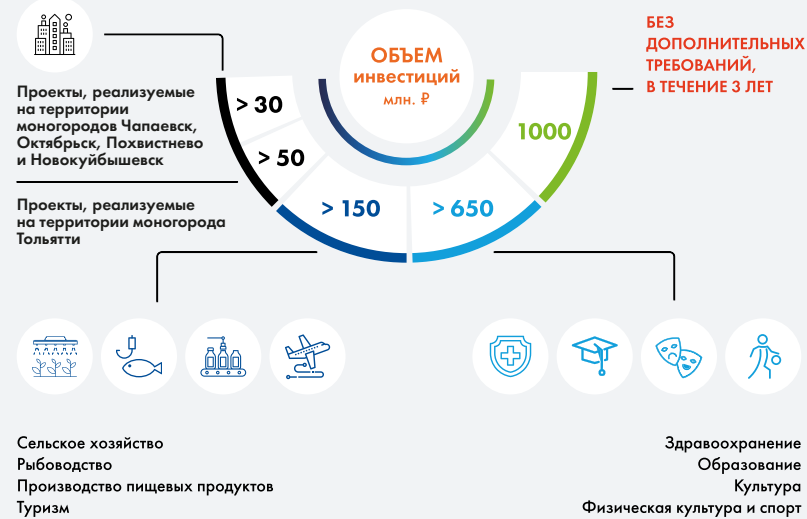 ОБЪЕМ
инвестиций
млн. ₽
БЕЗ
ДОПОЛНИТЕЛЬНЫХ
ТРЕБОВАНИЙ,
В ТЕЧЕНИЕ 3 ЛЕТ
Проекты, реализуемые
на территории
моногородов Чапаевск,
Октябрьск, Похвистнево
и Новокуйбышевск
> 30
> 50
> 150
> 650
1000
Проекты, реализуемые
на территории моногорода
Тольятти
Сельское хозяйство
Рыбоводство
Производство пищевых продуктов
Туризм
Здравоохранение
Образование
Культура
Физическая культура и спорт